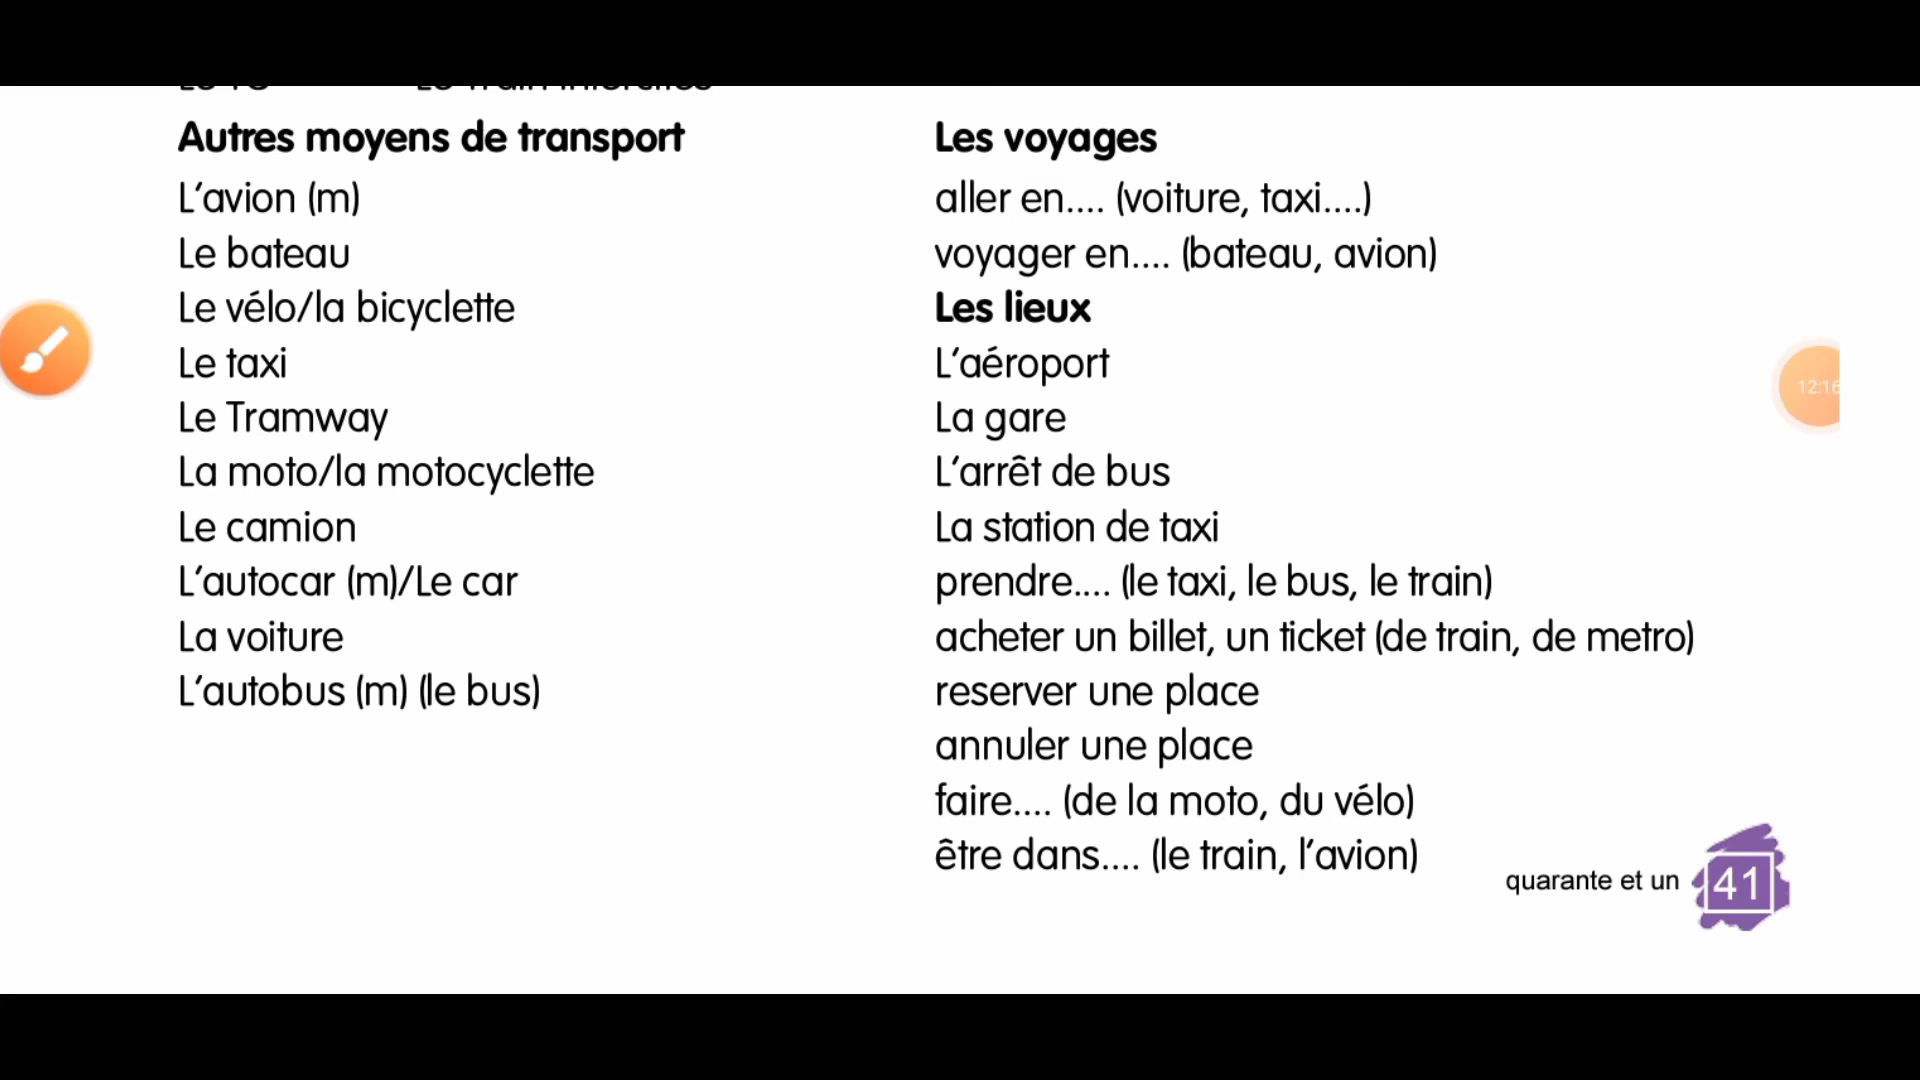 Autres moyens de transport
L'avion (m)
Le bateau
Le vélo/la bicyclette
Le taxi
Le Tramway
La moto/la motocyclette
Le camion
L'autocar (m)/Le car
La voiture
L'autobus (m) (le bus)
Les voyages
aller en.... (voiture, taxi....)
voyager en.... (bateau, avion)
Les lieux
L'aéroport
La gare
L'arrêt de bus
La station de taxi
prendre.... (le taxi, le bus, le train)
acheter un billet, un ticket (de train, de metro)
reserver une place
annuler une place
faire.... (de la moto, du vélo)
être dans.... (le train, l'avion)
quarante et un 41
12:16